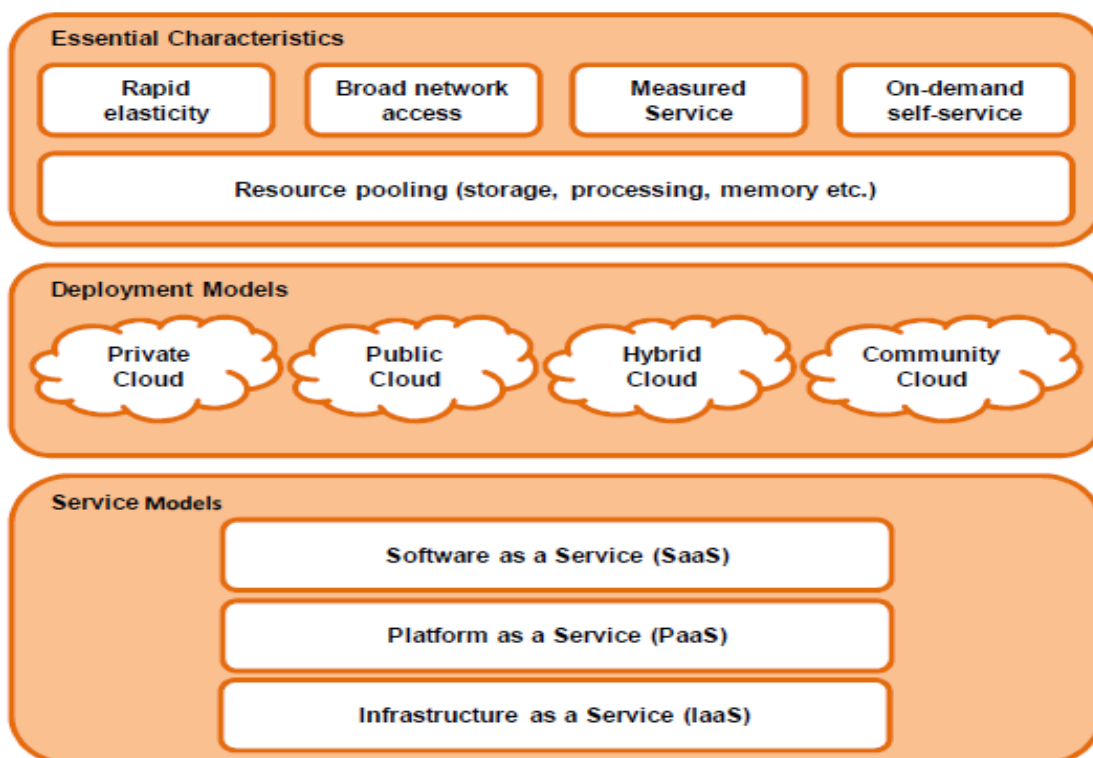 Essential Characteristics
Rapid
elasticity
Broad network
access
Measured
Service
On-demand
self-service
Resource pooling (storage, processing, memory etc.)
Deployment Models
Private
Cloud
Public
Cloud
Hybrid
Cloud
Community
Cloud
Service Models
Software as a Service (SaaS)
Platform as a Service (PaaS)
Infrastructure as a Service (IaaS)